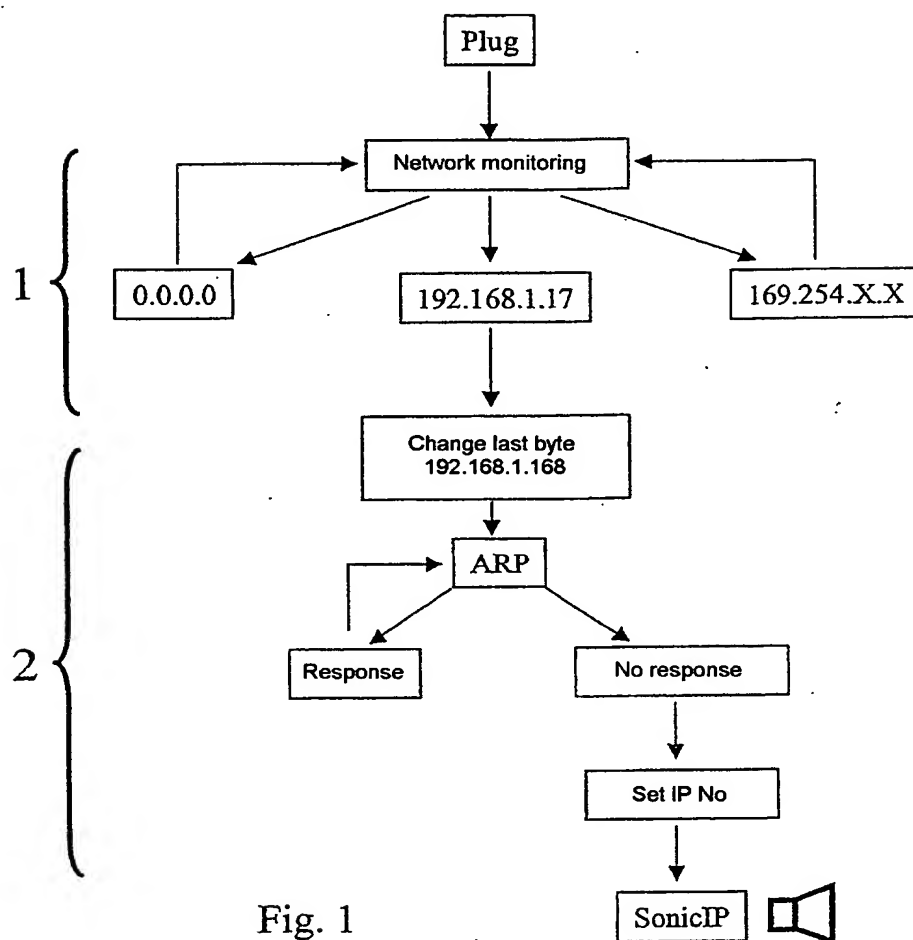 Plug
Network monitoring
1
0.0.0.0
192.168.1.17
169.254.X.X
Change last byte
192.168.1.168
ARP
2
Response
No response
Set IP No
Fig. 1
SonicIP